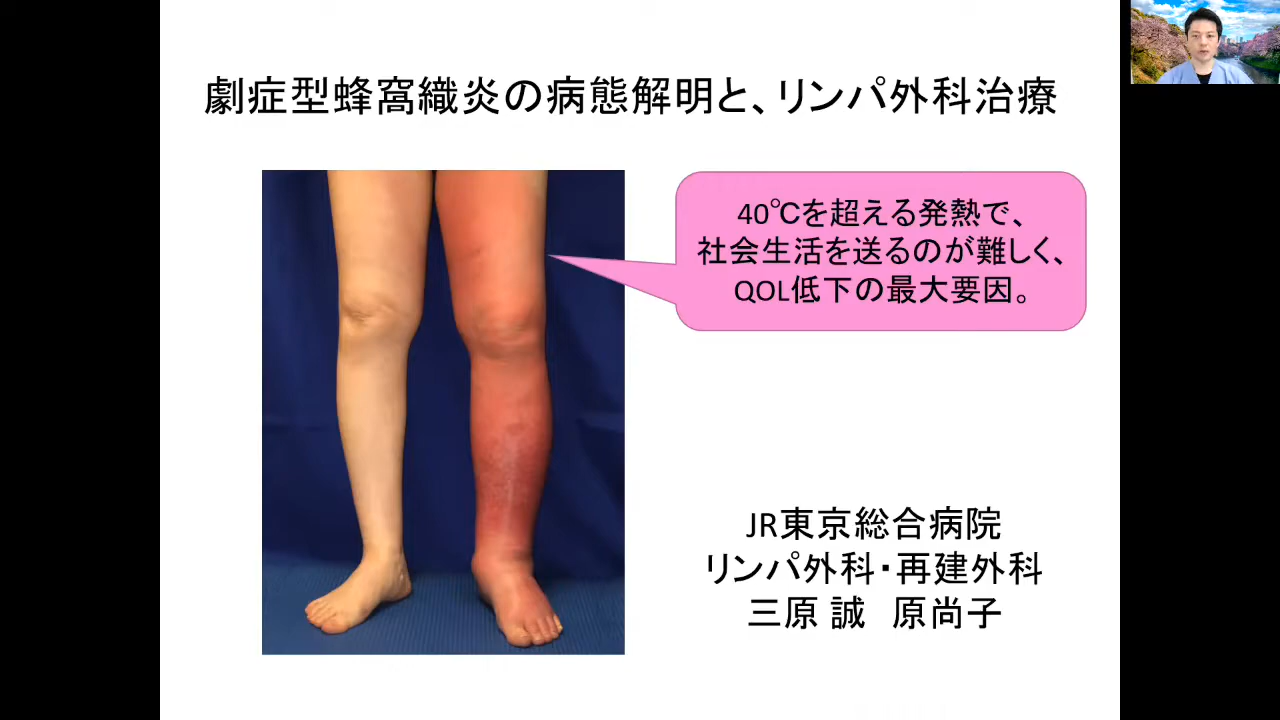 劇症型蜂窩織炎の病態解明と、リンパ外科治療
40℃を超える発熱で、
社会生活を送るのが難しく、
QOL低下の最大要因。
JR東京総合病院
リンパ外科・再建外科
三原 誠　原尚子